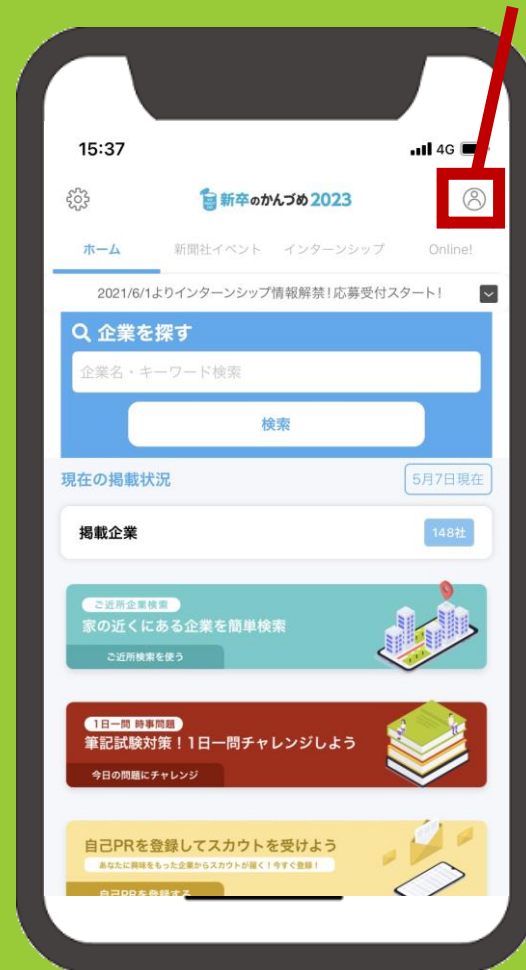 15:37
4G
新卒のかんづめ2023
ホーム 新聞社イベント インターンシップ Online!
2021/6/1よりインターンシップ情報解禁！応募受付スタート！
企業を探す
企業名・キーワード検索
検索
現在の掲載状況 5月7日現在
掲載企業 148社
ご近所企業検索
家の近くにある企業を簡単検索
ご近所検索を使う
1日一問 時事問題
筆記試験対策！1日一問チャレンジしよう
今日の問題にチャレンジ
自己PRを登録してスカウトを受けよう
あなたに興味をもった企業からスカウトが届く！今すぐ登録！
自己PRを登録する